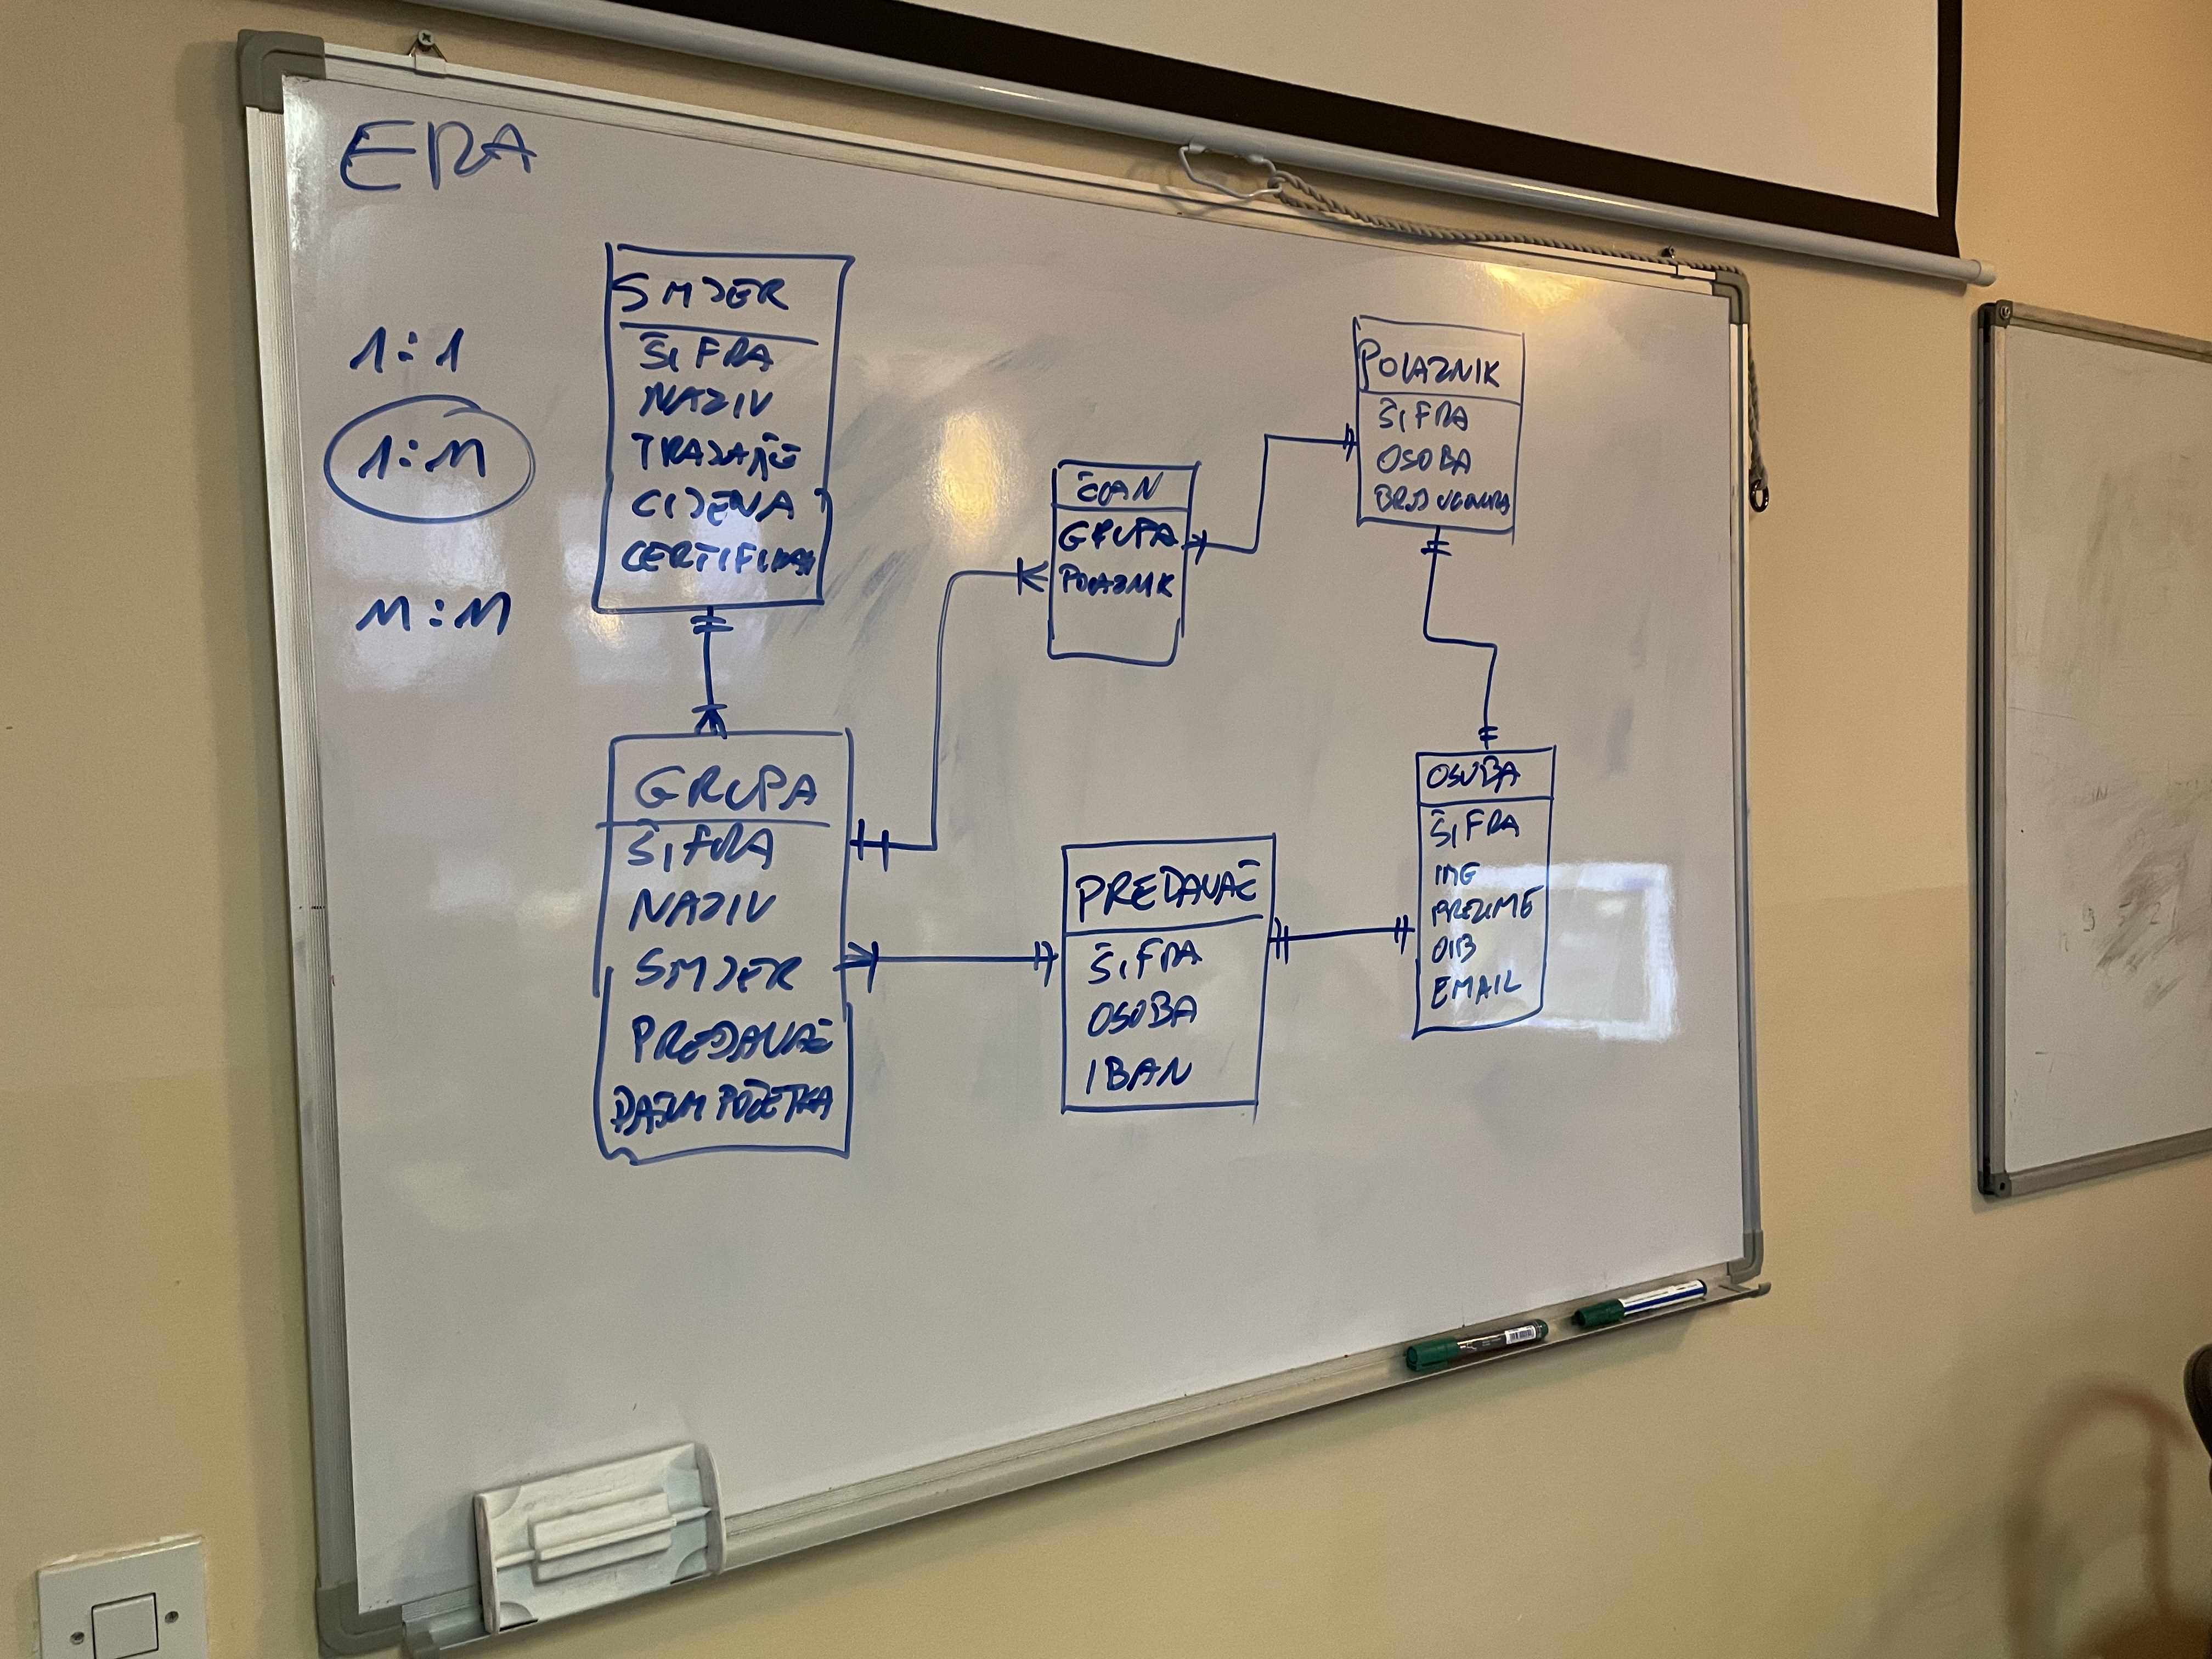 ERA
1:1
1:M
M:M
SMJER
ŠIFRA
NAZIV
TRAJANJE
CIJENA
CERTIFIKAT
GRUPA
ŠIFRA
NAZIV
SMJER
PREDAVAČ
DATUM POČETKA
ČLAN
GRUPA
POLAZNIK
POLAZNIK
ŠIFRA
OSOBA
BROJ UGOVORA
PREDAVAČ
ŠIFRA
OSOBA
IBAN
OSOBA
ŠIFRA
IME
PREZIME
OIB
EMAIL